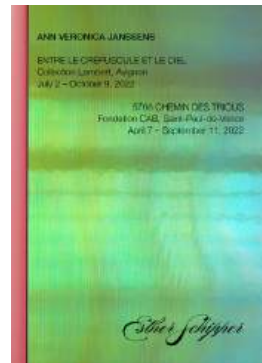 ANN VERONICA JANSSENS
ENTRE LE CRÉPUSCULE ET LE CIEL
Collection Lambert, Avignon
July 2 – October 9, 2022
5766 CHEMIN DES TRIOUS
Fondation CAB, Saint-Paul-de-Vence
April 7 – September 11, 2022
Esther Schipper